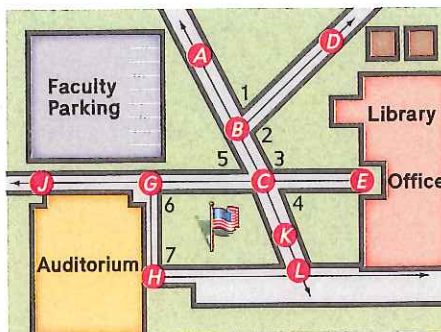 A
D
1
Faculty
Parking
B
2
Library
5
3
J
G
C
E
Office
6
4
Auditorium
7
K
H
L